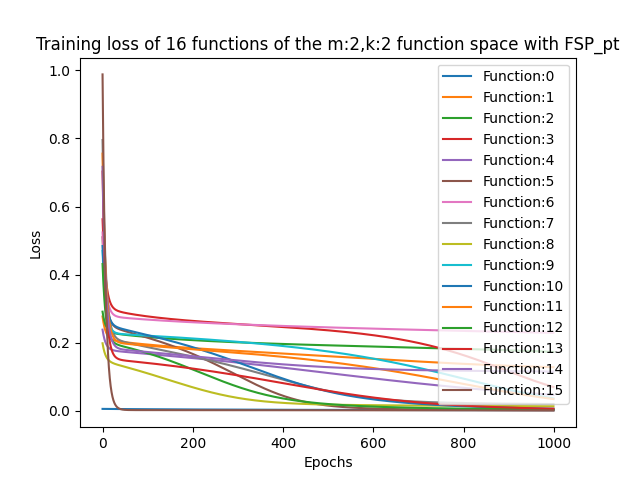 Training loss of 16 functions of the m:2,k:2 function space with FSP_pt
1.0
0.8
0.6
0.4
0.2
0.0
Loss
0
200
400
600
800
1000
Epochs
Function:0
Function:1
Function:2
Function:3
Function:4
Function:5
Function:6
Function:7
Function:8
Function:9
Function:10
Function:11
Function:12
Function:13
Function:14
Function:15